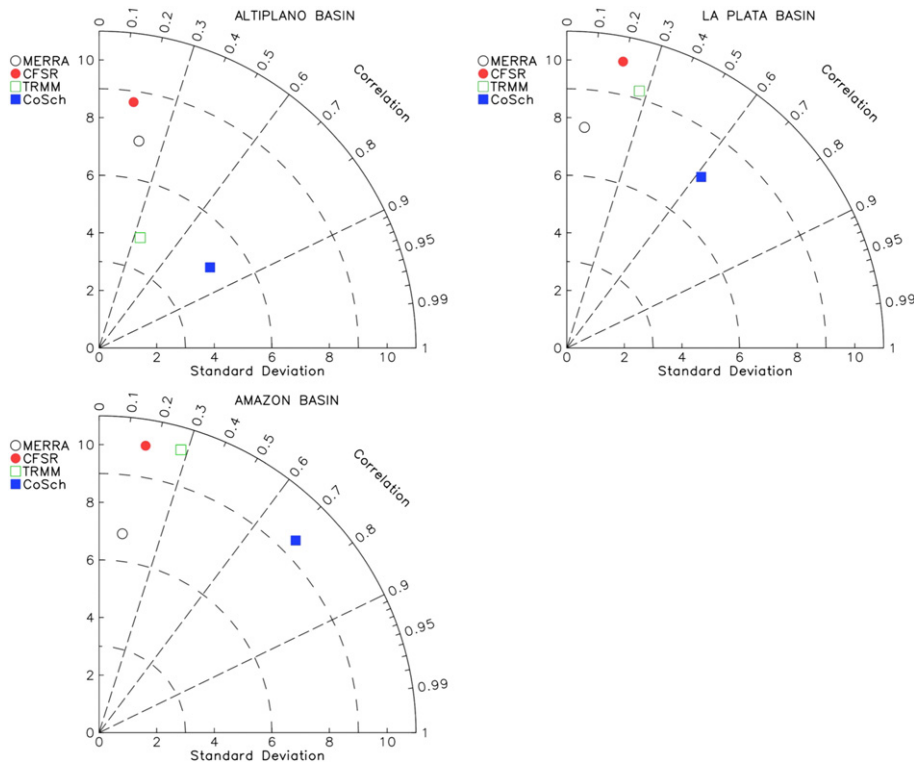 ALTIPLANO BASIN
MERRA
CFSR
TRMM
CoSch
0
0.1
0.2
0.3
0.4
0.5
0.6
0.7
0.8
0.9
0.95
0.99
1
Correlation
10
8
6
4
2
0
0 2 4 6 8 10
Standard Deviation
LA PLATA BASIN
MERRA
CFSR
TRMM
CoSch
0
0.1
0.2
0.3
0.4
0.5
0.6
0.7
0.8
0.9
0.95
0.99
1
Correlation
10
8
6
4
2
0
0 2 4 6 8 10
Standard Deviation
AMAZON BASIN
MERRA
CFSR
TRMM
CoSch
0
0.1
0.2
0.3
0.4
0.5
0.6
0.7
0.8
0.9
0.95
0.99
1
Correlation
10
8
6
4
2
0
0 2 4 6 8 10
Standard Deviation